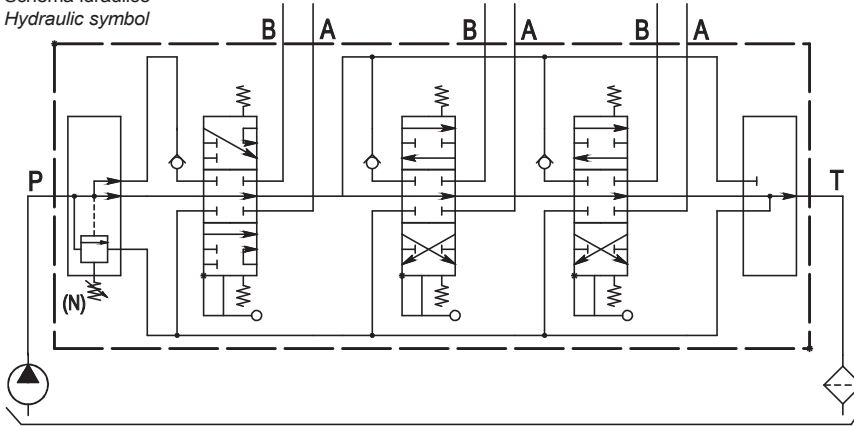 Schema idraulico
Hydraulic symbol
B A B A B A
P T
(N)